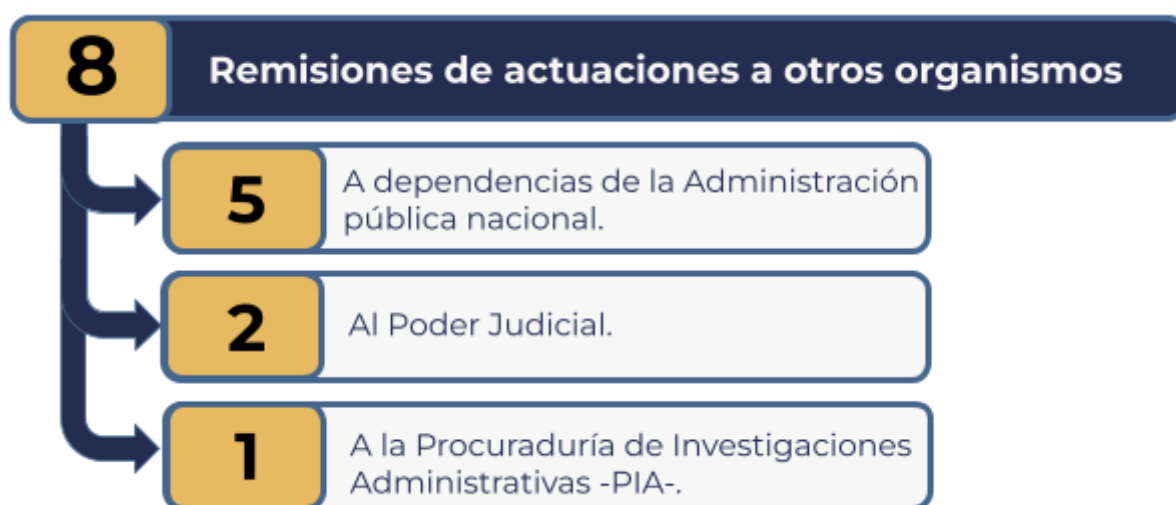 8 Remisiones de actuaciones a otros organismos
5 A dependencias de la Administración
pública nacional.
2 Al Poder Judicial.
1 A la Procuraduría de Investigaciones
Administrativas -PIA-.